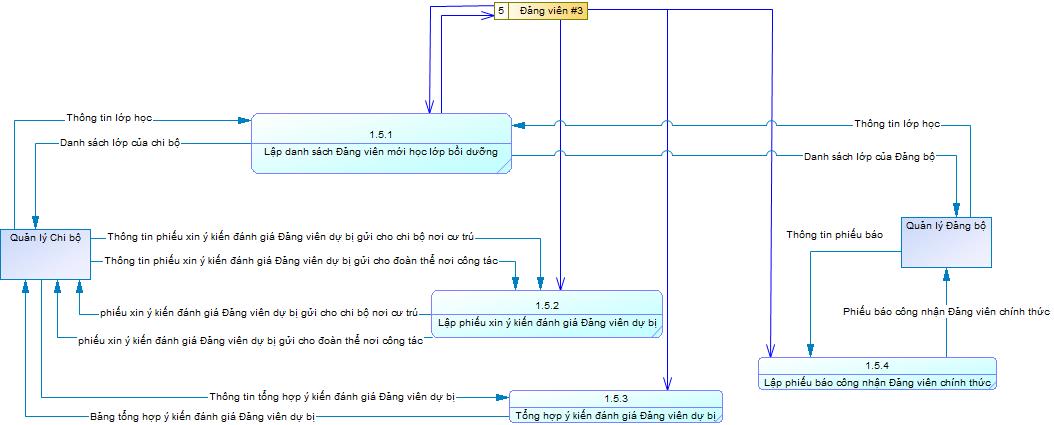 5 Đảng viên #3
Thông tin lớp học
1.5.1
Thông tin lớp học
Danh sách lớp của chi bộ
Lập danh sách Đảng viên mới học lớp bồi dưỡng
Danh sách lớp của Đảng bộ
Quản lý Chi bộ
Thông tin phiếu xin ý kiến đánh giá Đảng viên dự bị gửi cho chi bộ nơi cư trú
Thông tin phiếu báo
Quản lý Đảng bộ
Thông tin phiếu xin ý kiến đánh giá Đảng viên dự bị gửi cho đoàn thể nơi công tác
1.5.2
phiếu xin ý kiến đánh giá Đảng viên dự bị gửi cho chi bộ nơi cư trú
Lập phiếu xin ý kiến đánh giá Đảng viên dự bị
Phiếu báo công nhận Đảng viên chính thức
phiếu xin ý kiến đánh giá Đảng viên dự bị gửi cho đoàn thể nơi công tác
1.5.4
Lập phiếu báo công nhận Đảng viên chính thức
Thông tin tổng hợp ý kiến đánh giá Đảng viên dự bị
1.5.3
Bảng tổng hợp ý kiến đánh giá Đảng viên dự bị
Tổng hợp ý kiến đánh giá Đảng viên dự bị